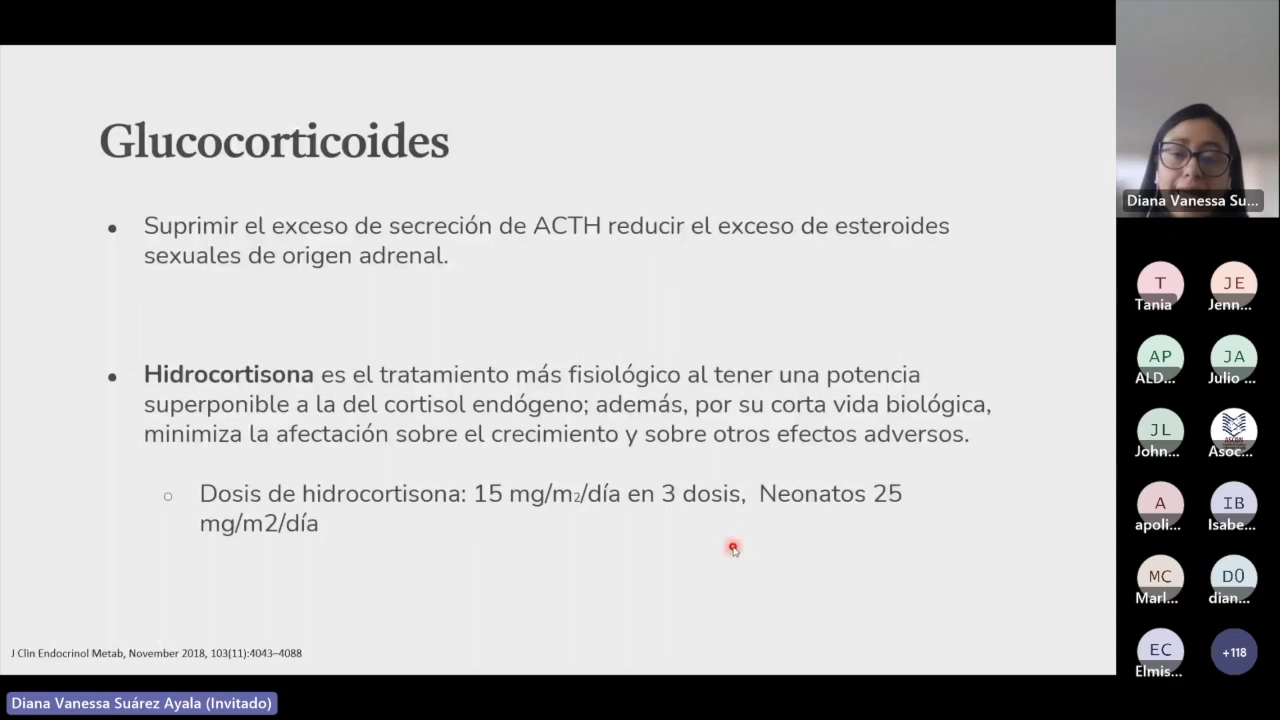 Glucocorticoides
• Suprimir el exceso de secreción de ACTH reducir el exceso de esteroides
sexuales de origen adrenal.
• Hidrocortisona es el tratamiento más fisiológico al tener una potencia
superponible a la del cortisol endógeno; además, por su corta vida biológica,
minimiza la afectación sobre el crecimiento y sobre otros efectos adversos.
○ Dosis de hidrocortisona: 15 mg/m2/día en 3 dosis, Neonatos 25
mg/m2/día
J Clin Endocrinol Metab, November 2018, 103(11):4043–4088
Diana Vanessa Suárez Ayala (Invitado)
Diana Vanessa Su...
T
Tania
JE
Jenn...
AP
ALD...
JA
Julio ...
JL
John...
Asoc...
A
apoli...
IB
Isabe...
MC
Marl...
D0
dian...
EC
Elmis...
+118